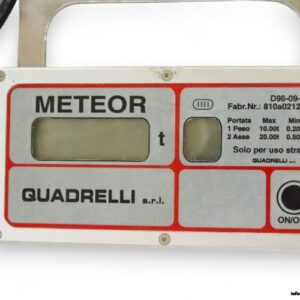 METEOR
t
QUADRELLI s.r.l.
D96-09-
Fabr.Nr.: 810a0212
Portata Max Min
1 Peso 10.00t 0.20
2 Asse 20.00t 0.50
Solo per uso stra
QUADRELLI
ON/O